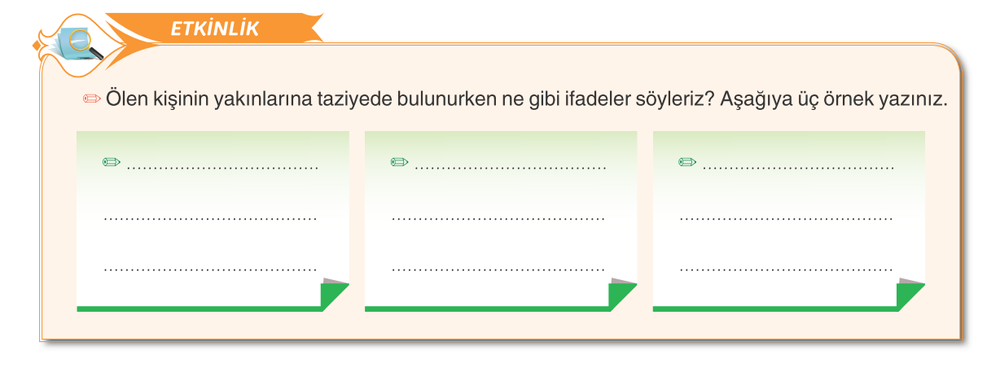 ETKİNLİK
Ölen kişinin yakınlarına taziyede bulunurken ne gibi ifadeler söyleriz? Aşağıya üç örnek yazınız.